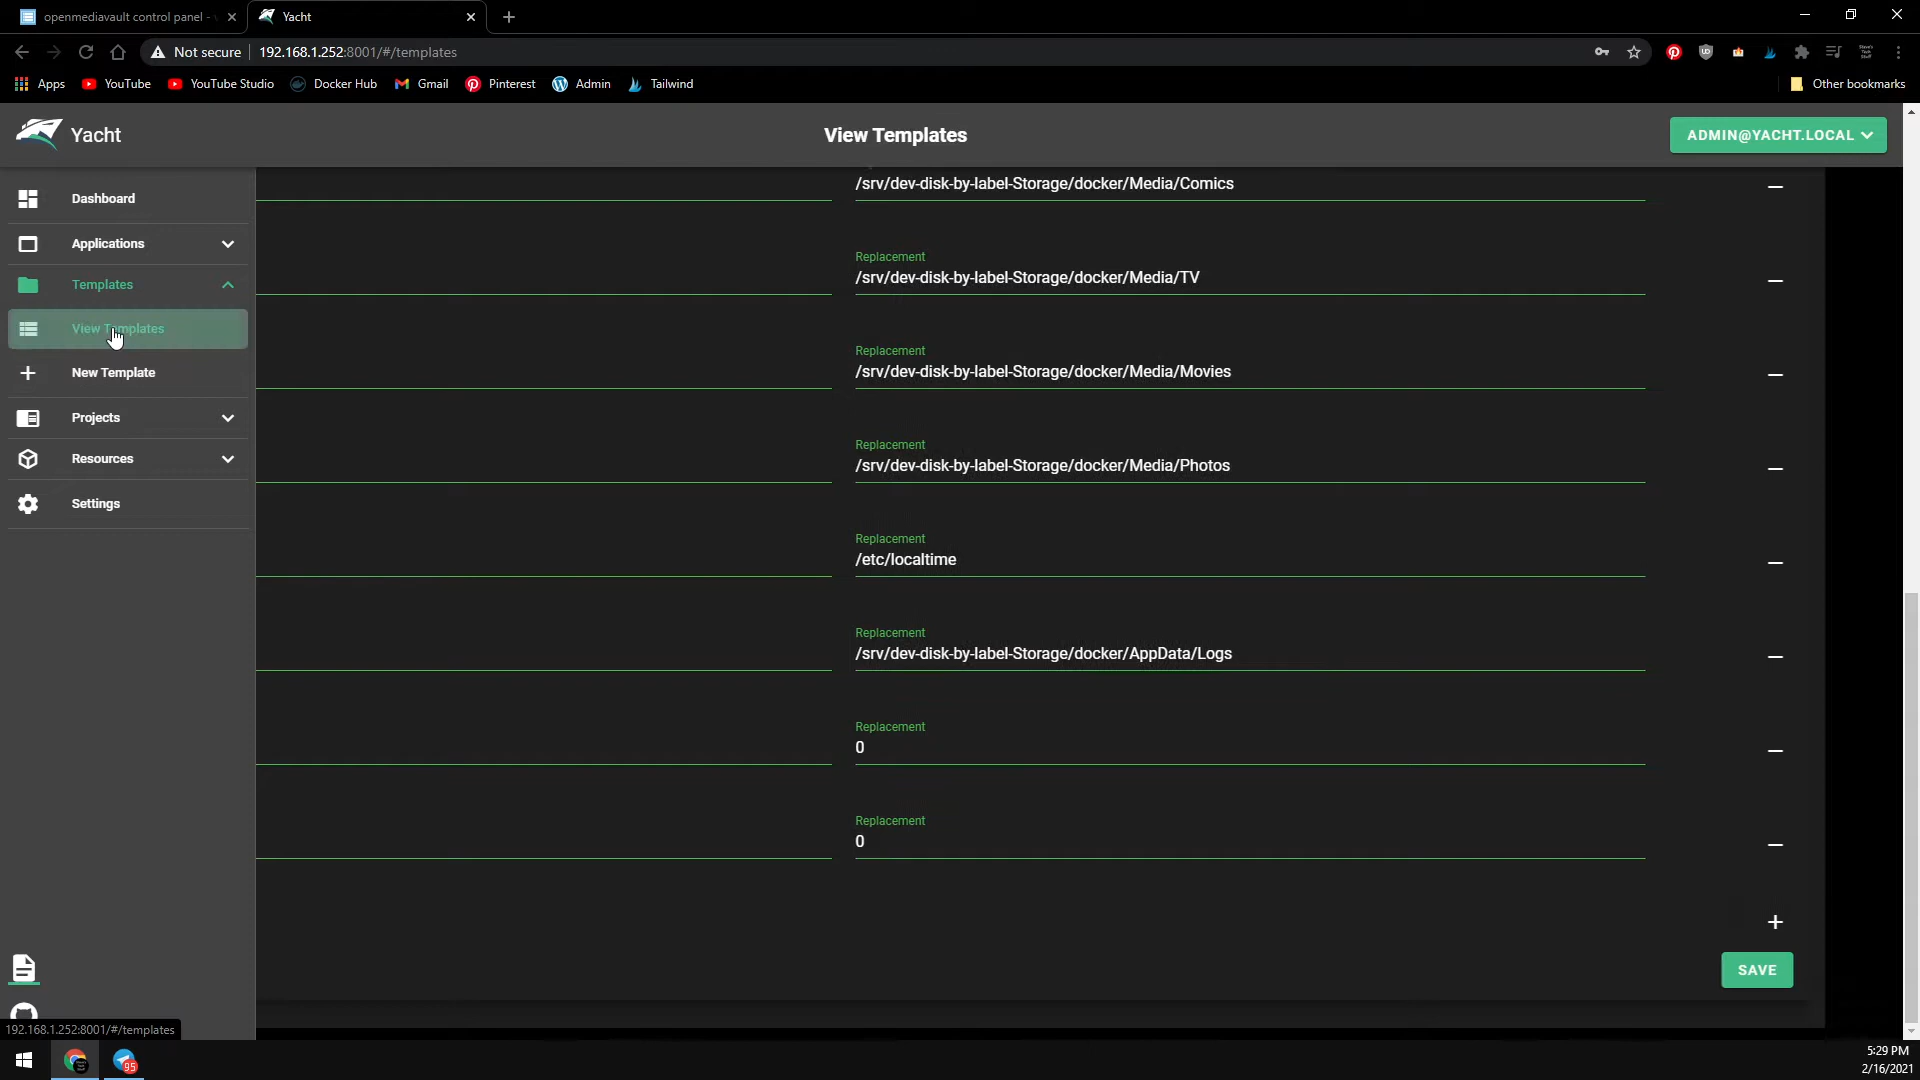 openmediavault control panel -
Yacht
Not secure
192.168.1.252:8001/#/templates
Apps
YouTube
YouTube Studio
Docker Hub
Gmail
Pinterest
Admin
Tailwind
Other bookmarks
Yacht
View Templates
ADMIN@YACHT.LOCAL
Dashboard
Applications
Templates
View Templates
New Template
Projects
Resources
Settings
/srv/dev-disk-by-label-Storage/docker/Media/Comics
Replacement
/srv/dev-disk-by-label-Storage/docker/Media/TV
Replacement
/srv/dev-disk-by-label-Storage/docker/Media/Movies
Replacement
/srv/dev-disk-by-label-Storage/docker/Media/Photos
Replacement
/etc/localtime
Replacement
/srv/dev-disk-by-label-Storage/docker/AppData/Logs
Replacement
0
Replacement
0
SAVE
192.168.1.252:8001/#/templates
95
5:29 PM
2/16/2021